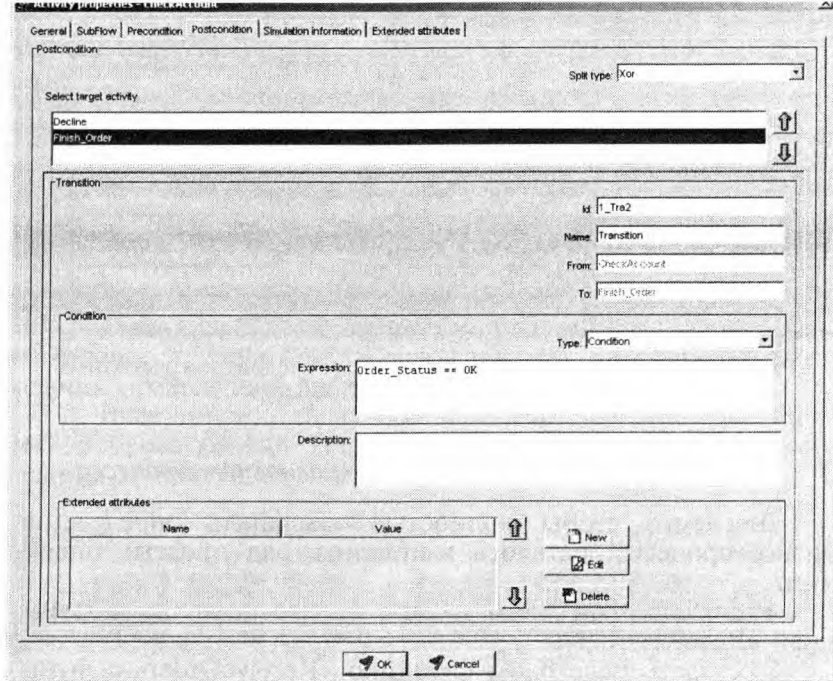 Activity properties - CheckAccount
General SubFlow Precondition Postcondition Simulation information Extended attributes
Postcondition
Split type: Xor
Select target activity
Decline
Finish_Order
Transition
Id: 1_Tra2
Name: Transition
From: CheckAccount
To: Finish_Order
Condition
Type: Condition
Expression: Order_Status == OK
Description:
Extended attributes
Name Value
New
Edit
Delete
OK Cancel